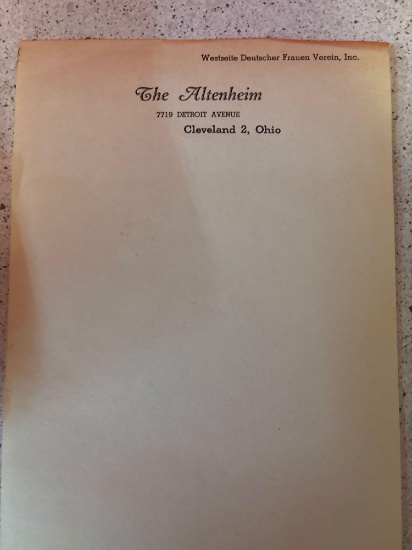 Westseite Deutscher Frauen Verein, Inc.
The Altenheim
7719 DETROIT AVENUE
Cleveland 2, Ohio